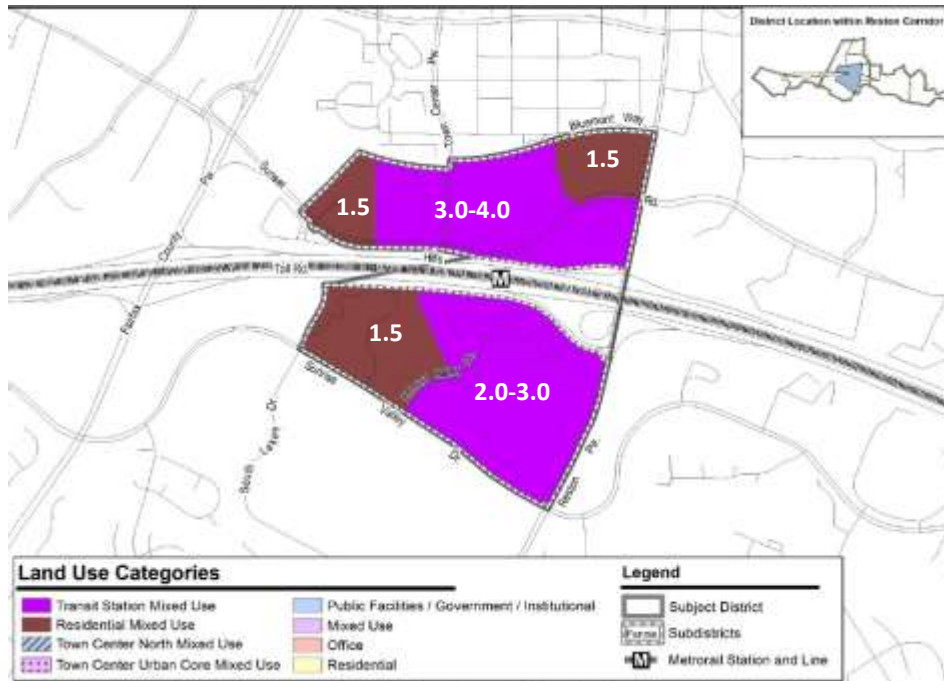 District Location within Reston Corridor
Bluemont Way
Town Center
Sunset
1.5
1.5
3.0-4.0
Rd.
Hills
Toll Rd.
M
Fairfax County Pw
1.5
2.0-3.0
Sunrise Valley Dr
South Lakes Dr
Reston Pw
Land Use Categories
Transit Station Mixed Use
Residential Mixed Use
Town Center North Mixed Use
Town Center Urban Core Mixed Use
Public Facilities / Government / Institutional
Mixed Use
Office
Residential
Legend
Subject District
Subdistricts
M
Metrorail Station and Line